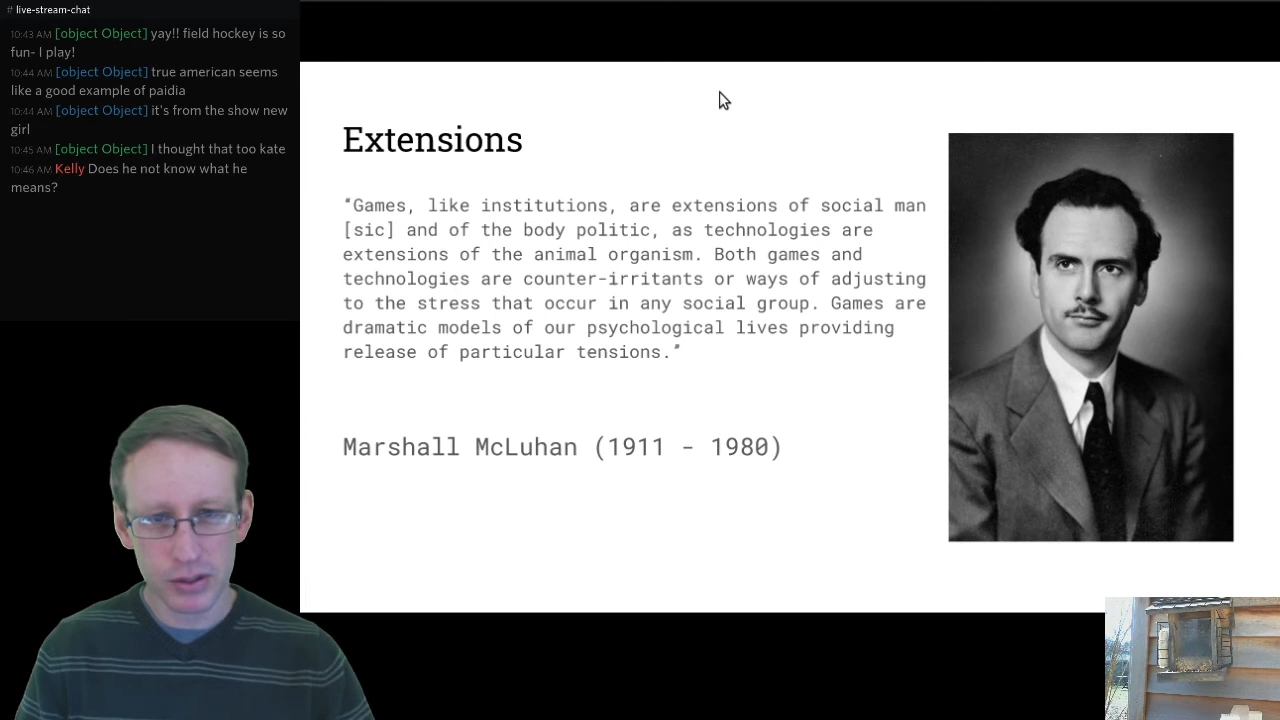 # live-stream-chat
10:43 AM [object Object] yay!! field hockey is so
fun- I play!
10:44 AM [object Object] true american seems
like a good example of paidia
10:44 AM [object Object] it's from the show new
girl
10:45 AM [object Object] I thought that too kate
10:46 AM Kelly Does he not know what he
means?
Extensions
“Games, like institutions, are extensions of social man
[sic] and of the body politic, as technologies are
extensions of the animal organism. Both games and
technologies are counter-irritants or ways of adjusting
to the stress that occur in any social group. Games are
dramatic models of our psychological lives providing
release of particular tensions.”
Marshall McLuhan (1911 - 1980)